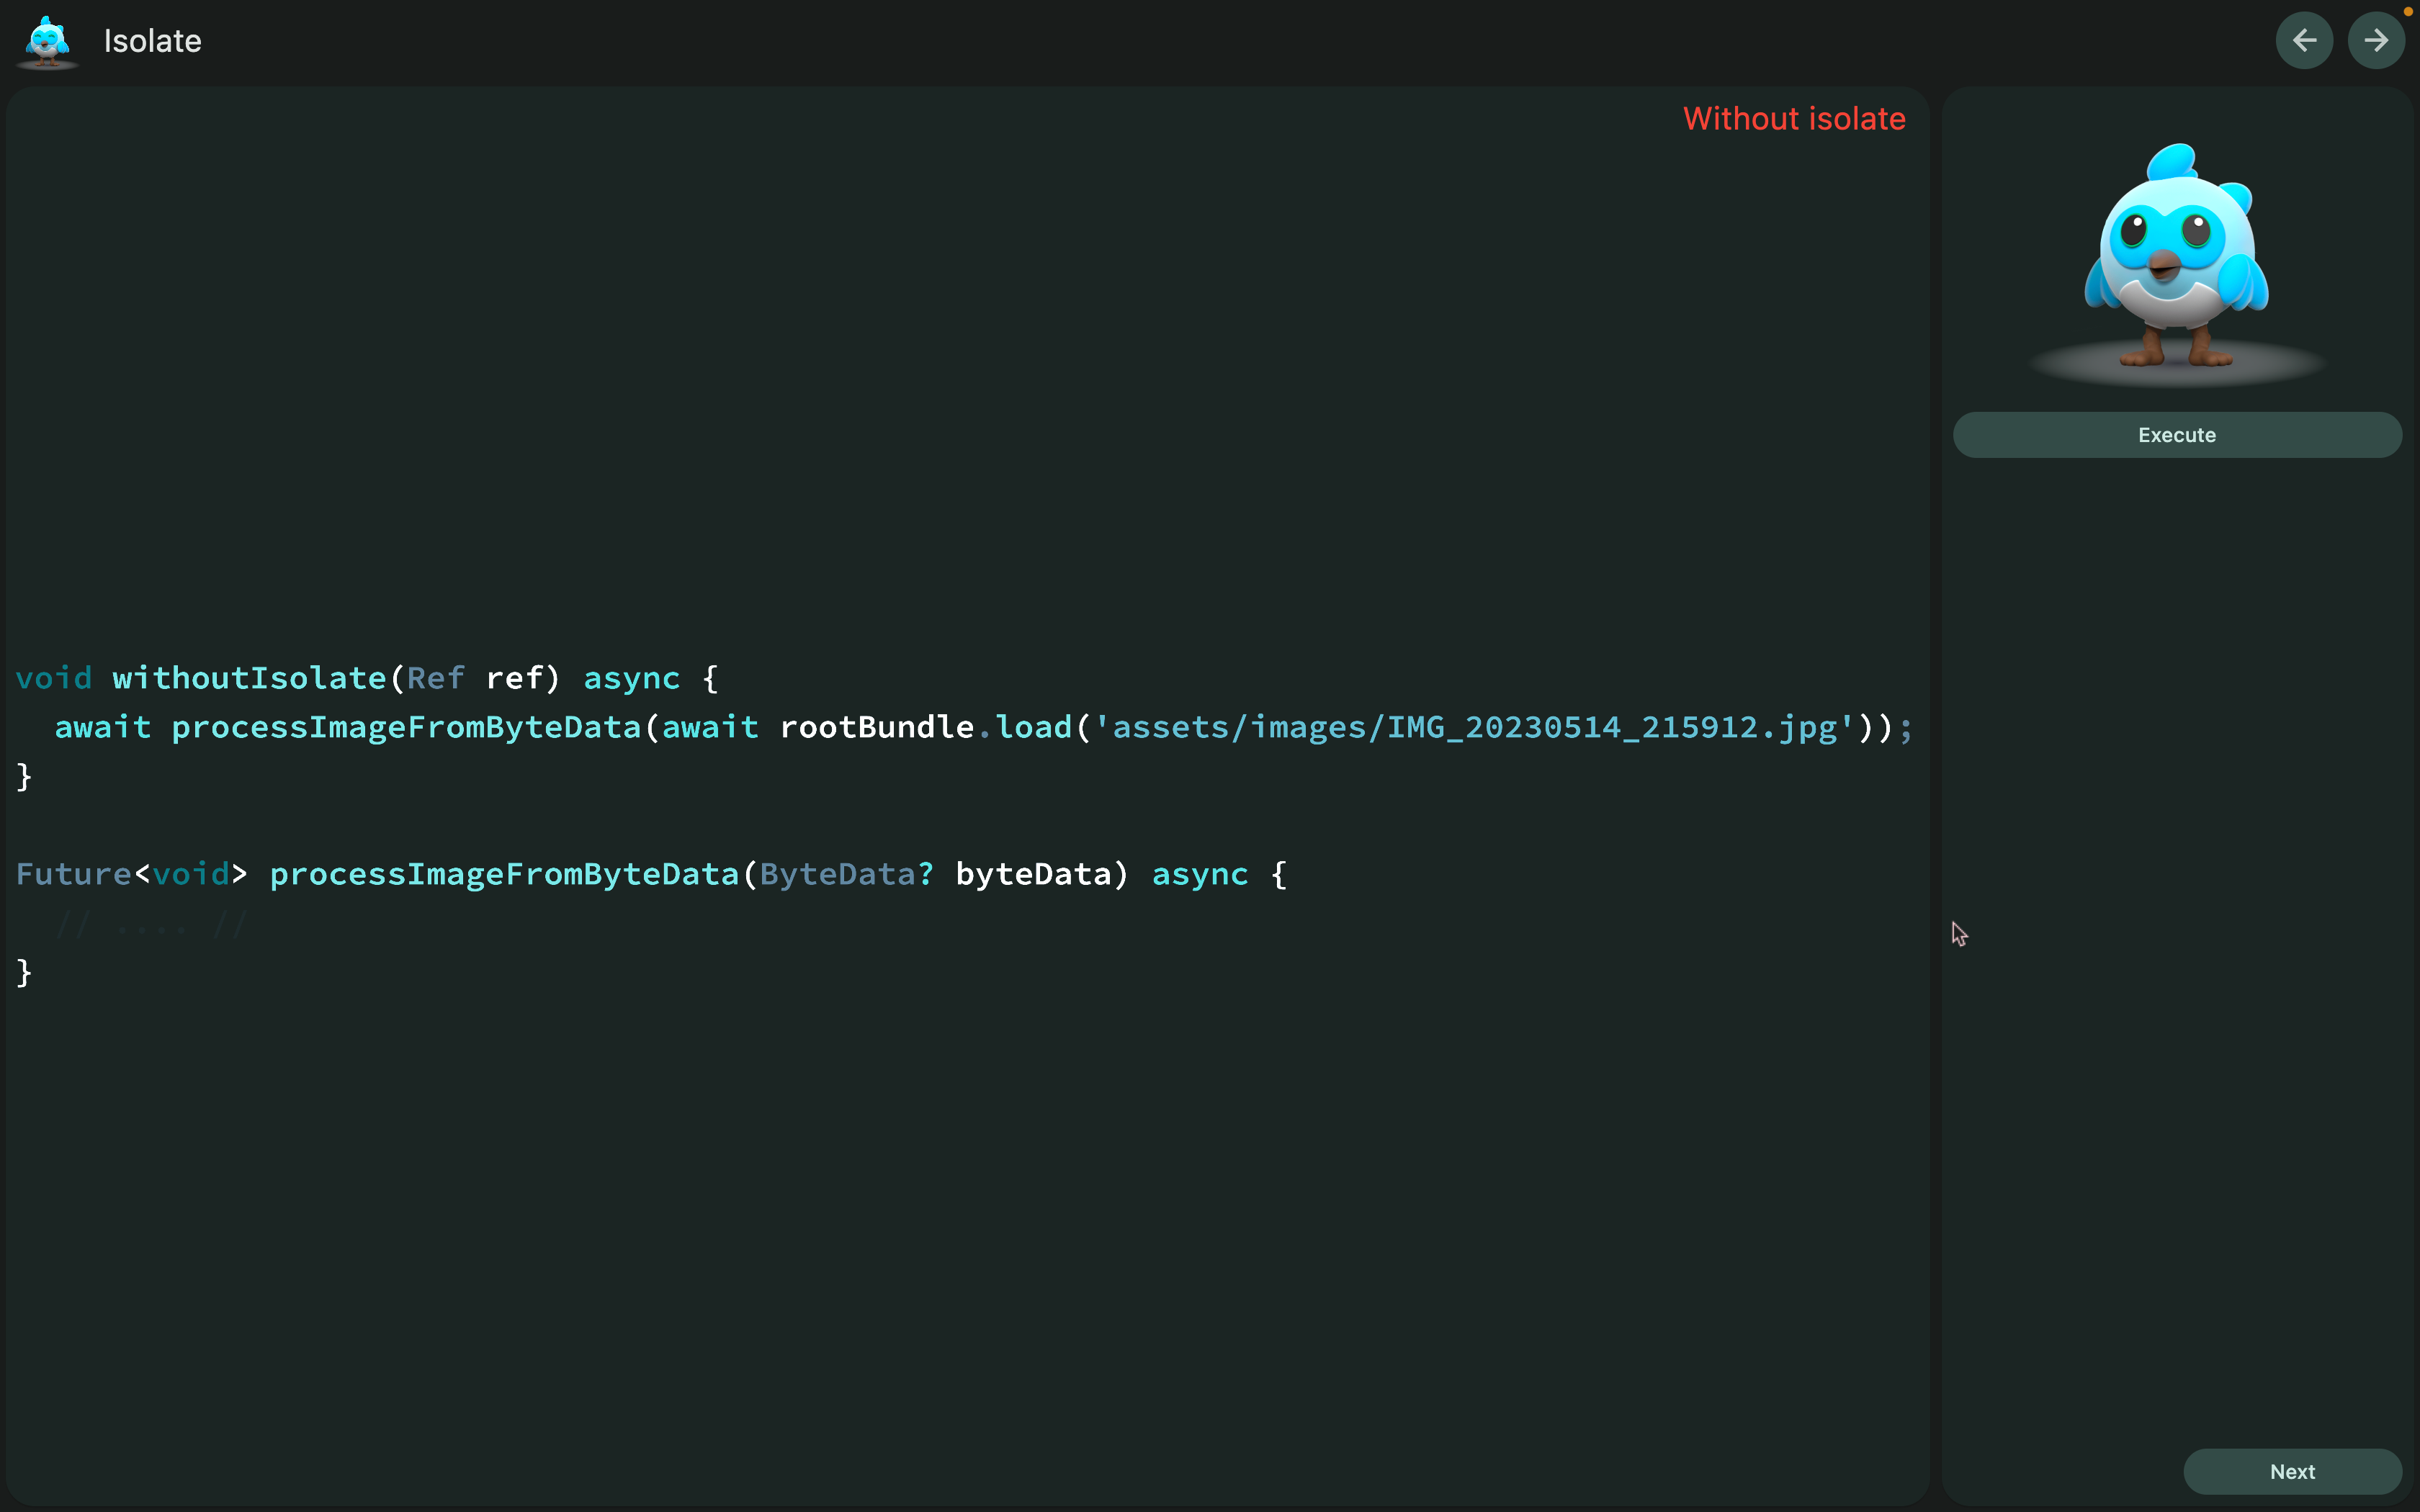 Isolate
Without isolate
void withoutIsolate(Ref ref) async {
  await processImageFromByteData(await rootBundle.load('assets/images/IMG_20230514_215912.jpg'));
}
Future<void> processImageFromByteData(ByteData? byteData) async {
  // .... //
}
Execute
Next